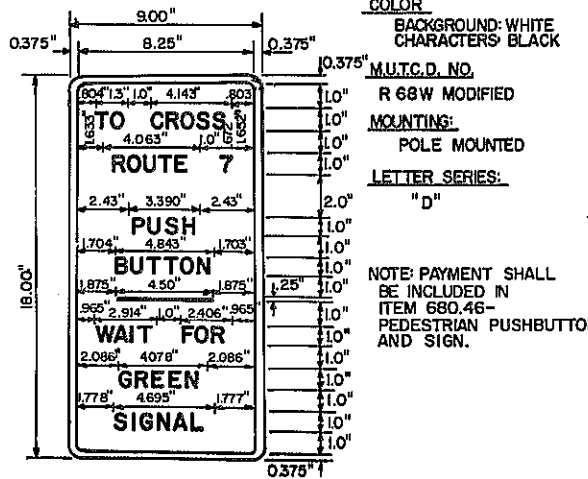 9.00"
0.375" 8.25" 0.375"
0.375"
.804" 1.3" 1.0" 4.143" .803
1.0"
TO CROSS
1.0"
1.633" 4.063" 1.0" .672" 1.652"
1.0"
ROUTE 7
1.0"
2.0"
2.43" 3.390" 2.43"
1.0"
PUSH
1.0"
1.704" 4.843" 1.703"
1.0"
BUTTON
1.0"
1.875" 4.50" 1.875"
.25"
.965" 2.914" 1.0" 2.406" .965"
1.0"
WAIT FOR
1.0"
2.086" 4.078" 2.086"
1.0"
GREEN
1.0"
1.778" 4.695" 1.777"
1.0"
SIGNAL
1.0"
1.0"
1.0"
0.375"
18.00"
COLOR
BACKGROUND: WHITE
CHARACTERS: BLACK
M.U.T.C.D. NO.
R 68W MODIFIED
MOUNTING:
POLE MOUNTED
LETTER SERIES:
"D"
NOTE: PAYMENT SHALL
BE INCLUDED IN
ITEM 680.46-
PEDESTRIAN PUSHBUTTO
AND SIGN.